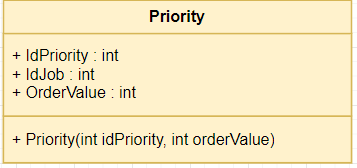 Priority
+ IdPriority : int
+ IdJob : int
+ OrderValue : int
+ Priority(int idPriority, int orderValue)